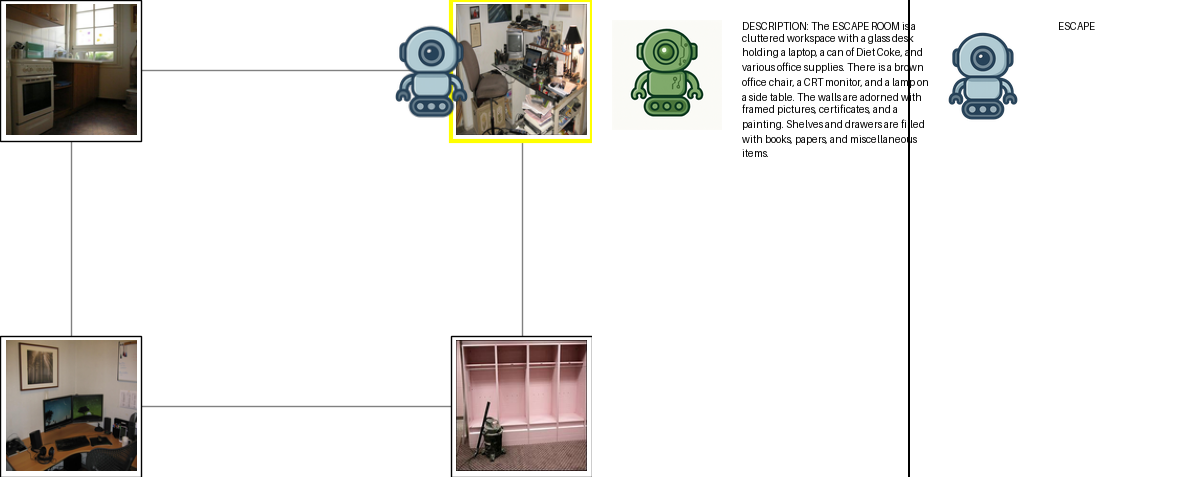 DESCRIPTION: The ESCAPE ROOM is a
cluttered workspace with a glass desk
holding a laptop, a can of Diet Coke, and
various office supplies. There is a brown
office chair, a CRT monitor, and a lamp on
a side table. The walls are adorned with
framed pictures, certificates, and a
painting. Shelves and drawers are filled
with books, papers, and miscellaneous
items.
ESCAPE